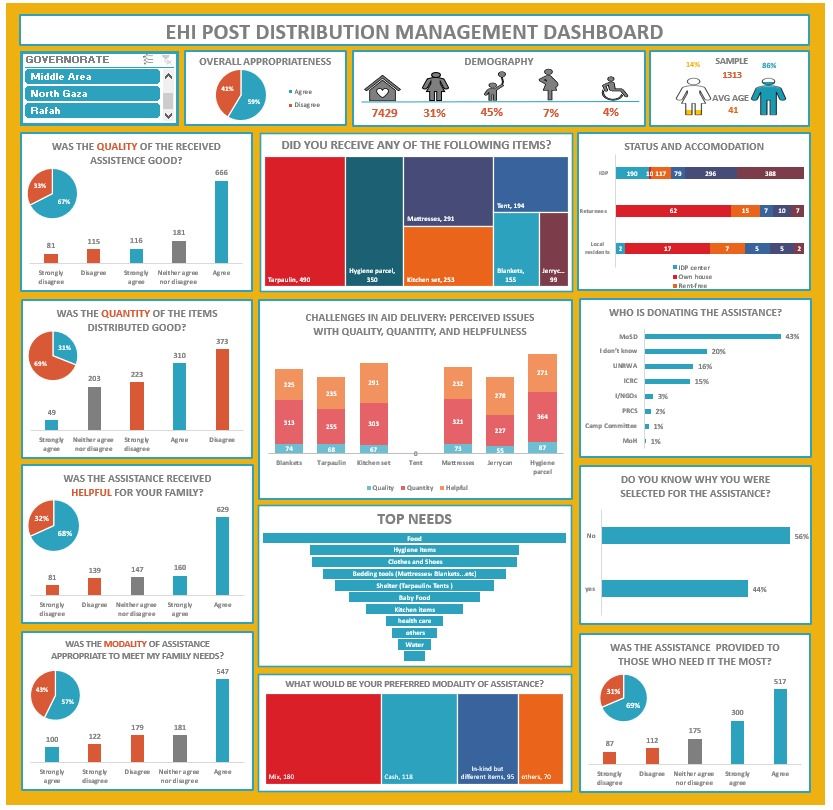 EHI POST DISTRIBUTION MANAGEMENT DASHBOARD
GOVERNORATE
Middle Area
North Gaza
Rafah
OVERALL APPROPRIATENESS
41%
59%
Agree
Disagree
DEMOGRAPHY
7429
31%
45%
7%
4%
14%
SAMPLE
1313
86%
AVG AGE
41
WAS THE QUALITY OF THE RECEIVED
ASSISTENCE GOOD?
33%
67%
81
115
116
181
666
Strongly
disagree
Disagree
Strongly
agree
Neither agree
nor disagree
Agree
DID YOU RECEIVE ANY OF THE FOLLOWING ITEMS?
Tarpaulin, 490
Hygiene parcel,
350
Mattresses, 291
Kitchen set, 253
Tent, 194
Blankets,
155
Jerryc...
99
STATUS AND ACCOMODATION
IDP
190
10
117
79
296
388
Returnees
62
15
7
10
7
Local
residents
2
17
7
5
5
2
IDP center
Own house
Rent-free
WAS THE QUANTITY OF THE ITEMS
DISTRIBUTED GOOD?
31%
69%
49
203
223
310
373
Strongly
agree
Neither agree
nor disagree
Strongly
disagree
Agree
Disagree
CHALLENGES IN AID DELIVERY: PERCEIVED ISSUES
WITH QUALITY, QUANTITY, AND HELPFULNESS
225
313
74
235
255
68
291
303
67
0
232
321
73
278
227
55
271
364
87
Blankets
Tarpaulin
Kitchen set
Tent
Mattresses
Jerrycan
Hygiene
parcel
Quality
Quantity
Helpful
WHO IS DONATING THE ASSISTANCE?
MoSD
43%
I don't know
20%
UNRWA
16%
ICRC
15%
I/NGOs
3%
PRCS
2%
Camp Committee
1%
MoH
1%
WAS THE ASSISTANCE RECEIVED
HELPFUL FOR YOUR FAMILY?
32%
68%
81
139
147
160
629
Strongly
disagree
Disagree
Neither agree
nor disagree
Strongly
agree
Agree
TOP NEEDS
Food
Hygiene items
Clothes and Shoes
Bedding tools (Mattresses، Blankets...etc)
Shelter (Tarpaulin، Tents )
Baby Food
Kitchen items
health care
others
Water
DO YOU KNOW WHY YOU WERE
SELECTED FOR THE ASSISTANCE?
No
56%
yes
44%
WAS THE MODALITY OF ASSISTANCE
APPROPRIATE TO MEET MY FAMILY NEEDS?
43%
57%
100
122
179
181
547
Strongly
agree
Strongly
disagree
Disagree
Neither agree
nor disagree
Agree
WHAT WOULD BE YOUR PREFERRED MODALITY OF ASSISTANCE?
Mix, 180
Cash, 118
In-kind but
different items, 95
others, 70
WAS THE ASSISTANCE PROVIDED TO
THOSE WHO NEED IT THE MOST?
31%
69%
87
112
175
300
517
Strongly
disagree
Disagree
Neither agree
nor disagree
Strongly
agree
Agree